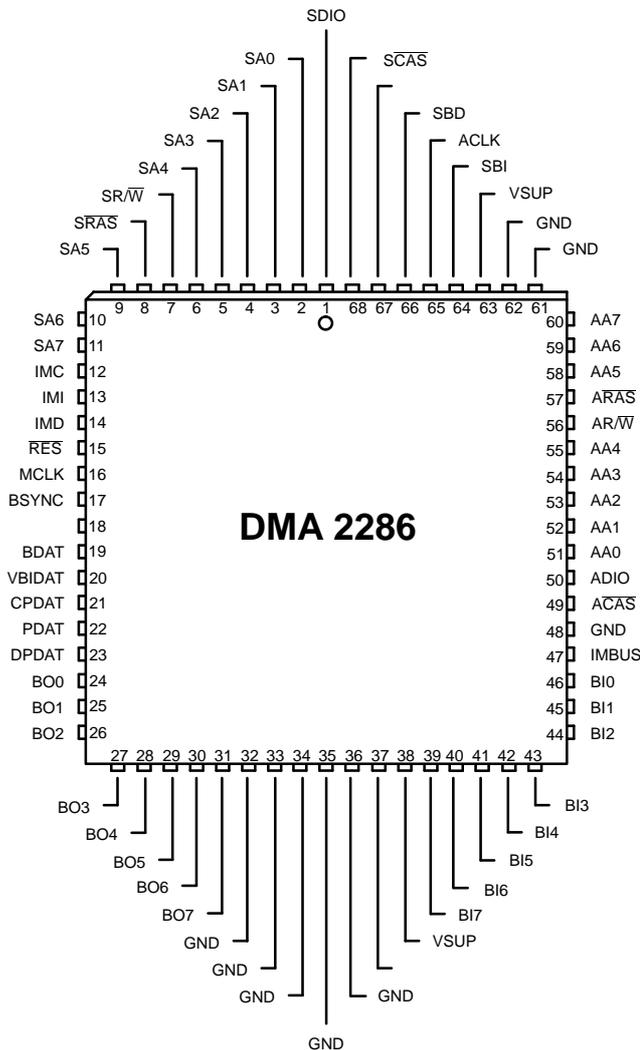 SDIO
SA0 S̅C̅A̅S̅
SA1
SA2 SBD
SA3 ACLK
SA4 SBI
SR/W̅ VSUP
SR̅A̅S̅ GND
SA5 GND
9 8 7 6 5 4 3 2 1 68 67 66 65 64 63 62 61
SA6 10 60 AA7
SA7 11 59 AA6
IMC 12 58 AA5
IMI 13 57 AR̅A̅S̅
IMD 14 56 AR/W̅
R̅E̅S̅ 15 55 AA4
MCLK 16 54 AA3
BSYNC 17 53 AA2
18 52 AA1
BDAT 19 51 AA0
VBIDAT 20 50 ADIO
CPDAT 21 49 AC̅A̅S̅
PDAT 22 48 GND
DPDAT 23 47 IMBUS
BO0 24 46 BI0
BO1 25 45 BI1
BO2 26 44 BI2
DMA 2286
27 28 29 30 31 32 33 34 35 36 37 38 39 40 41 42 43
BO3 BI3
BO4 BI4
BO5 BI5
BO6 BI6
BO7 BI7
GND VSUP
GND
GND GND
GND